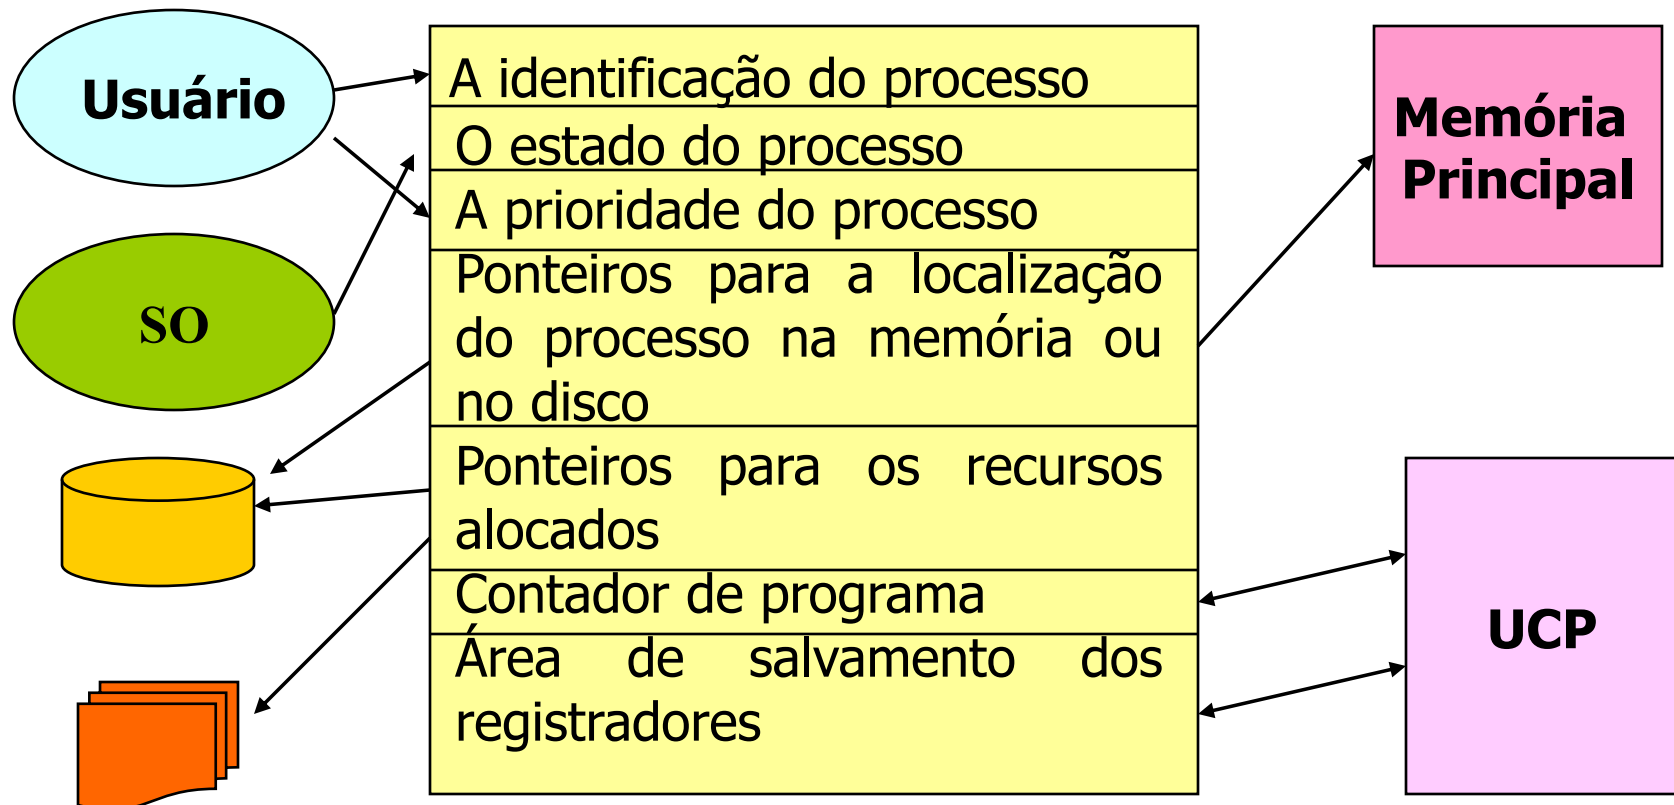 Usuário
SO
A identificação do processo
O estado do processo
A prioridade do processo
Ponteiros para a localização
do processo na memória ou
no disco
Ponteiros para os recursos
alocados
Contador de programa
Área de salvamento dos
registradores
Memória
Principal
UCP